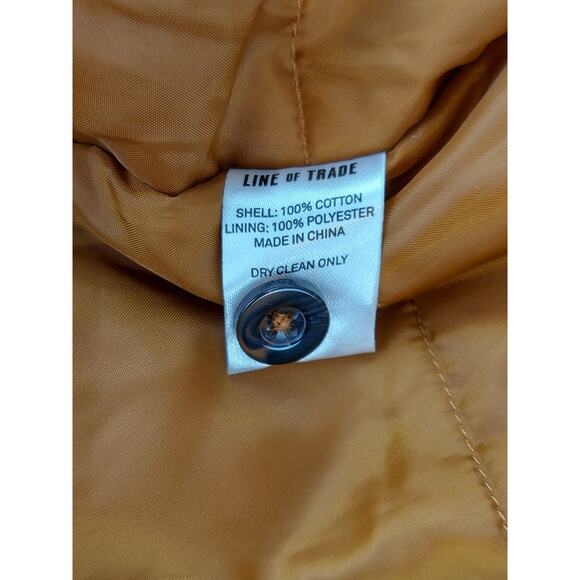 LINE OF TRADE
SHELL: 100% COTTON
LINING: 100% POLYESTER
MADE IN CHINA
DRY CLEAN ONLY